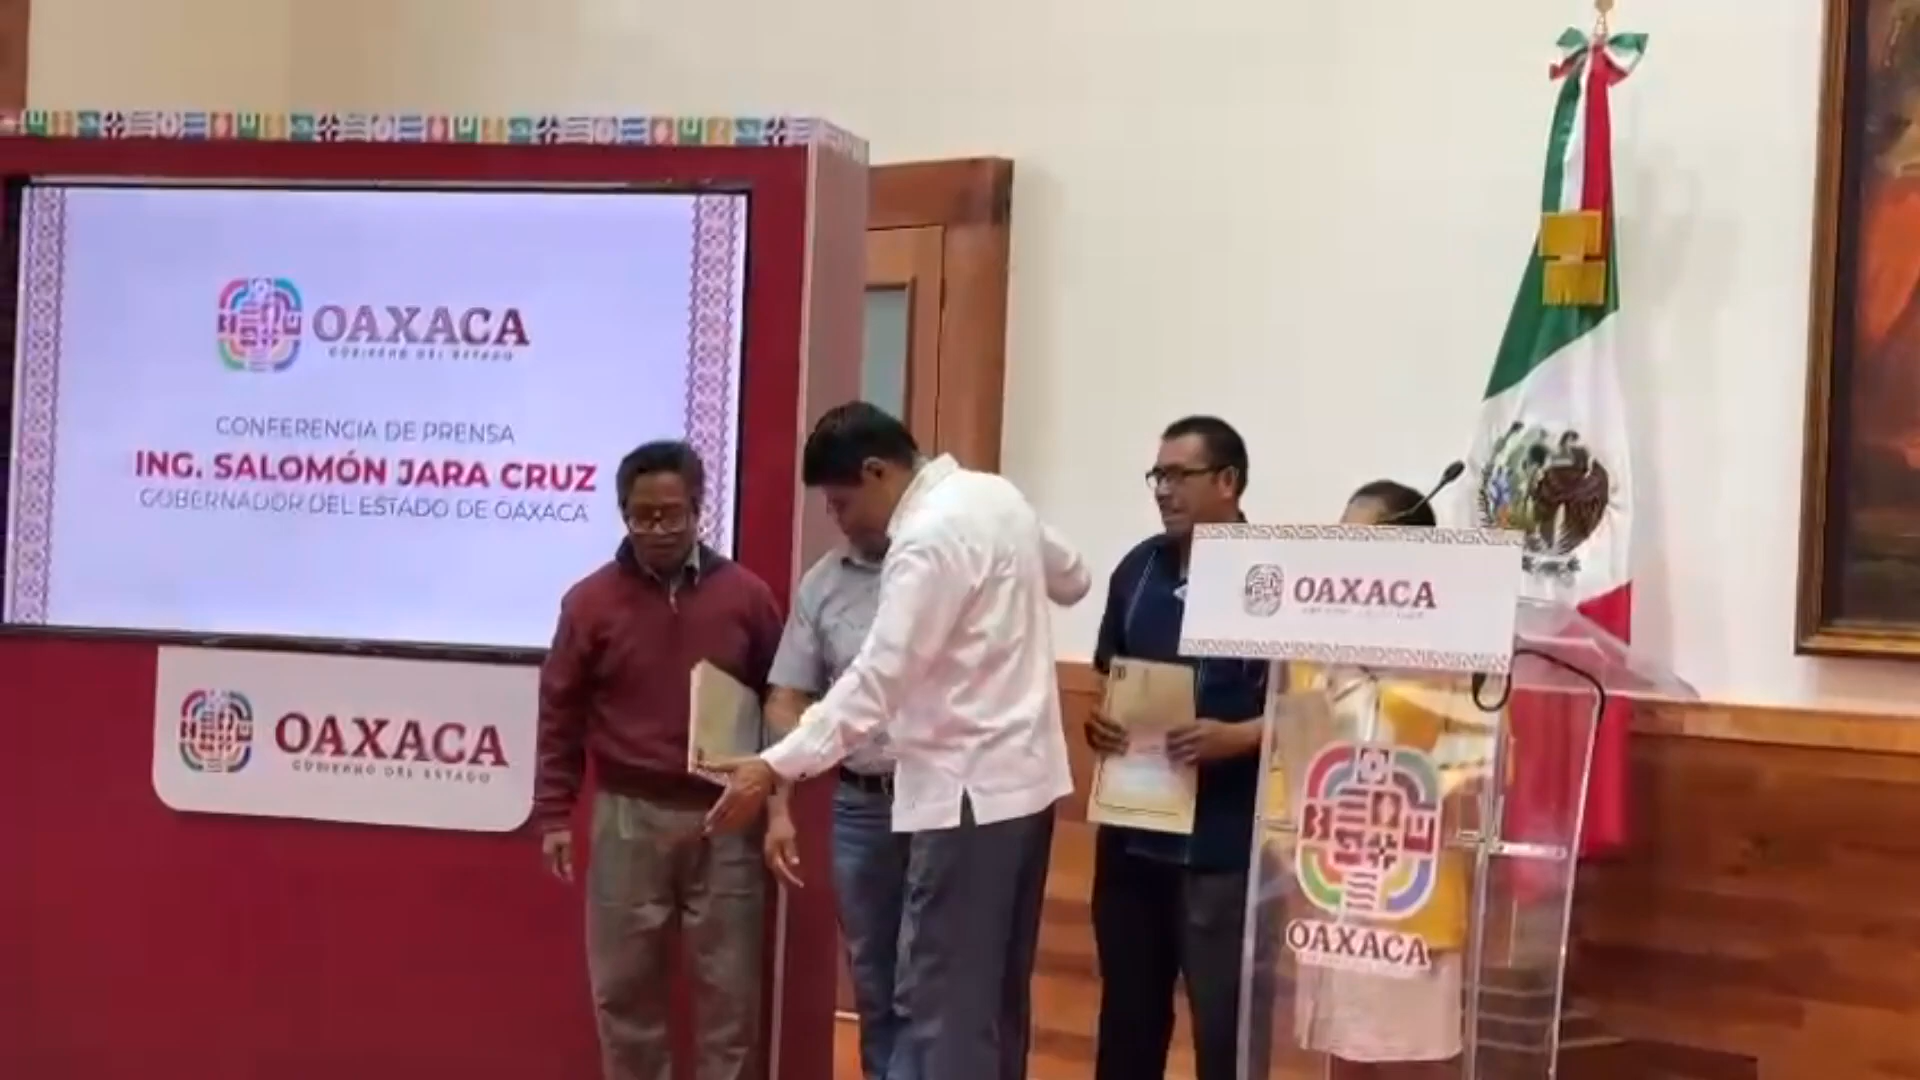 OAXACA
GOBIERNO DEL ESTADO
CONFERENCIA DE PRENSA
ING. SALOMÓN JARA CRUZ
GOBERNADOR DEL ESTADO DE OAXACA
OAXACA
GOBIERNO DEL ESTADO
OAXACA
OAXACA